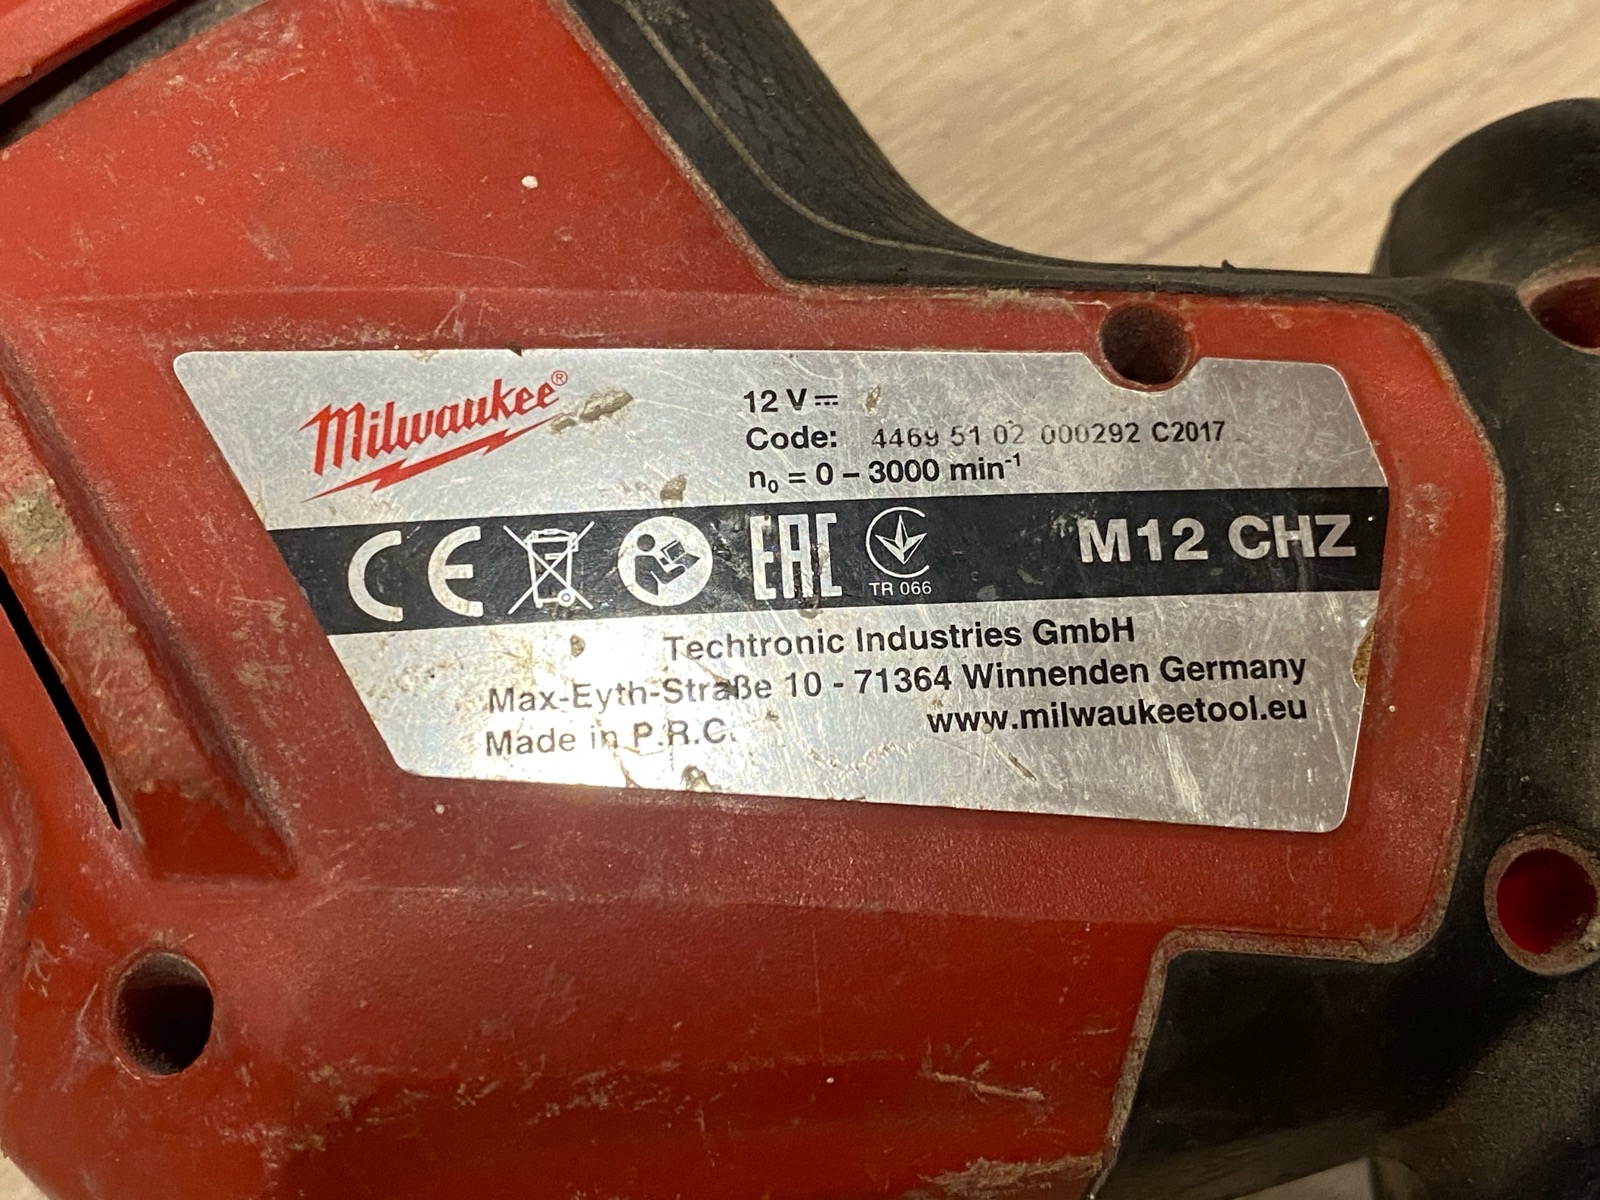 Milwaukee®
12 V
Code: 4469 51 02 000292 C2017
n₀ = 0 – 3000 min⁻¹
CE EAC TR 066 M12 CHZ
Techtronic Industries GmbH
Max-Eyth-Straße 10 - 71364 Winnenden Germany
Made in P.R.C. www.milwaukeetool.eu